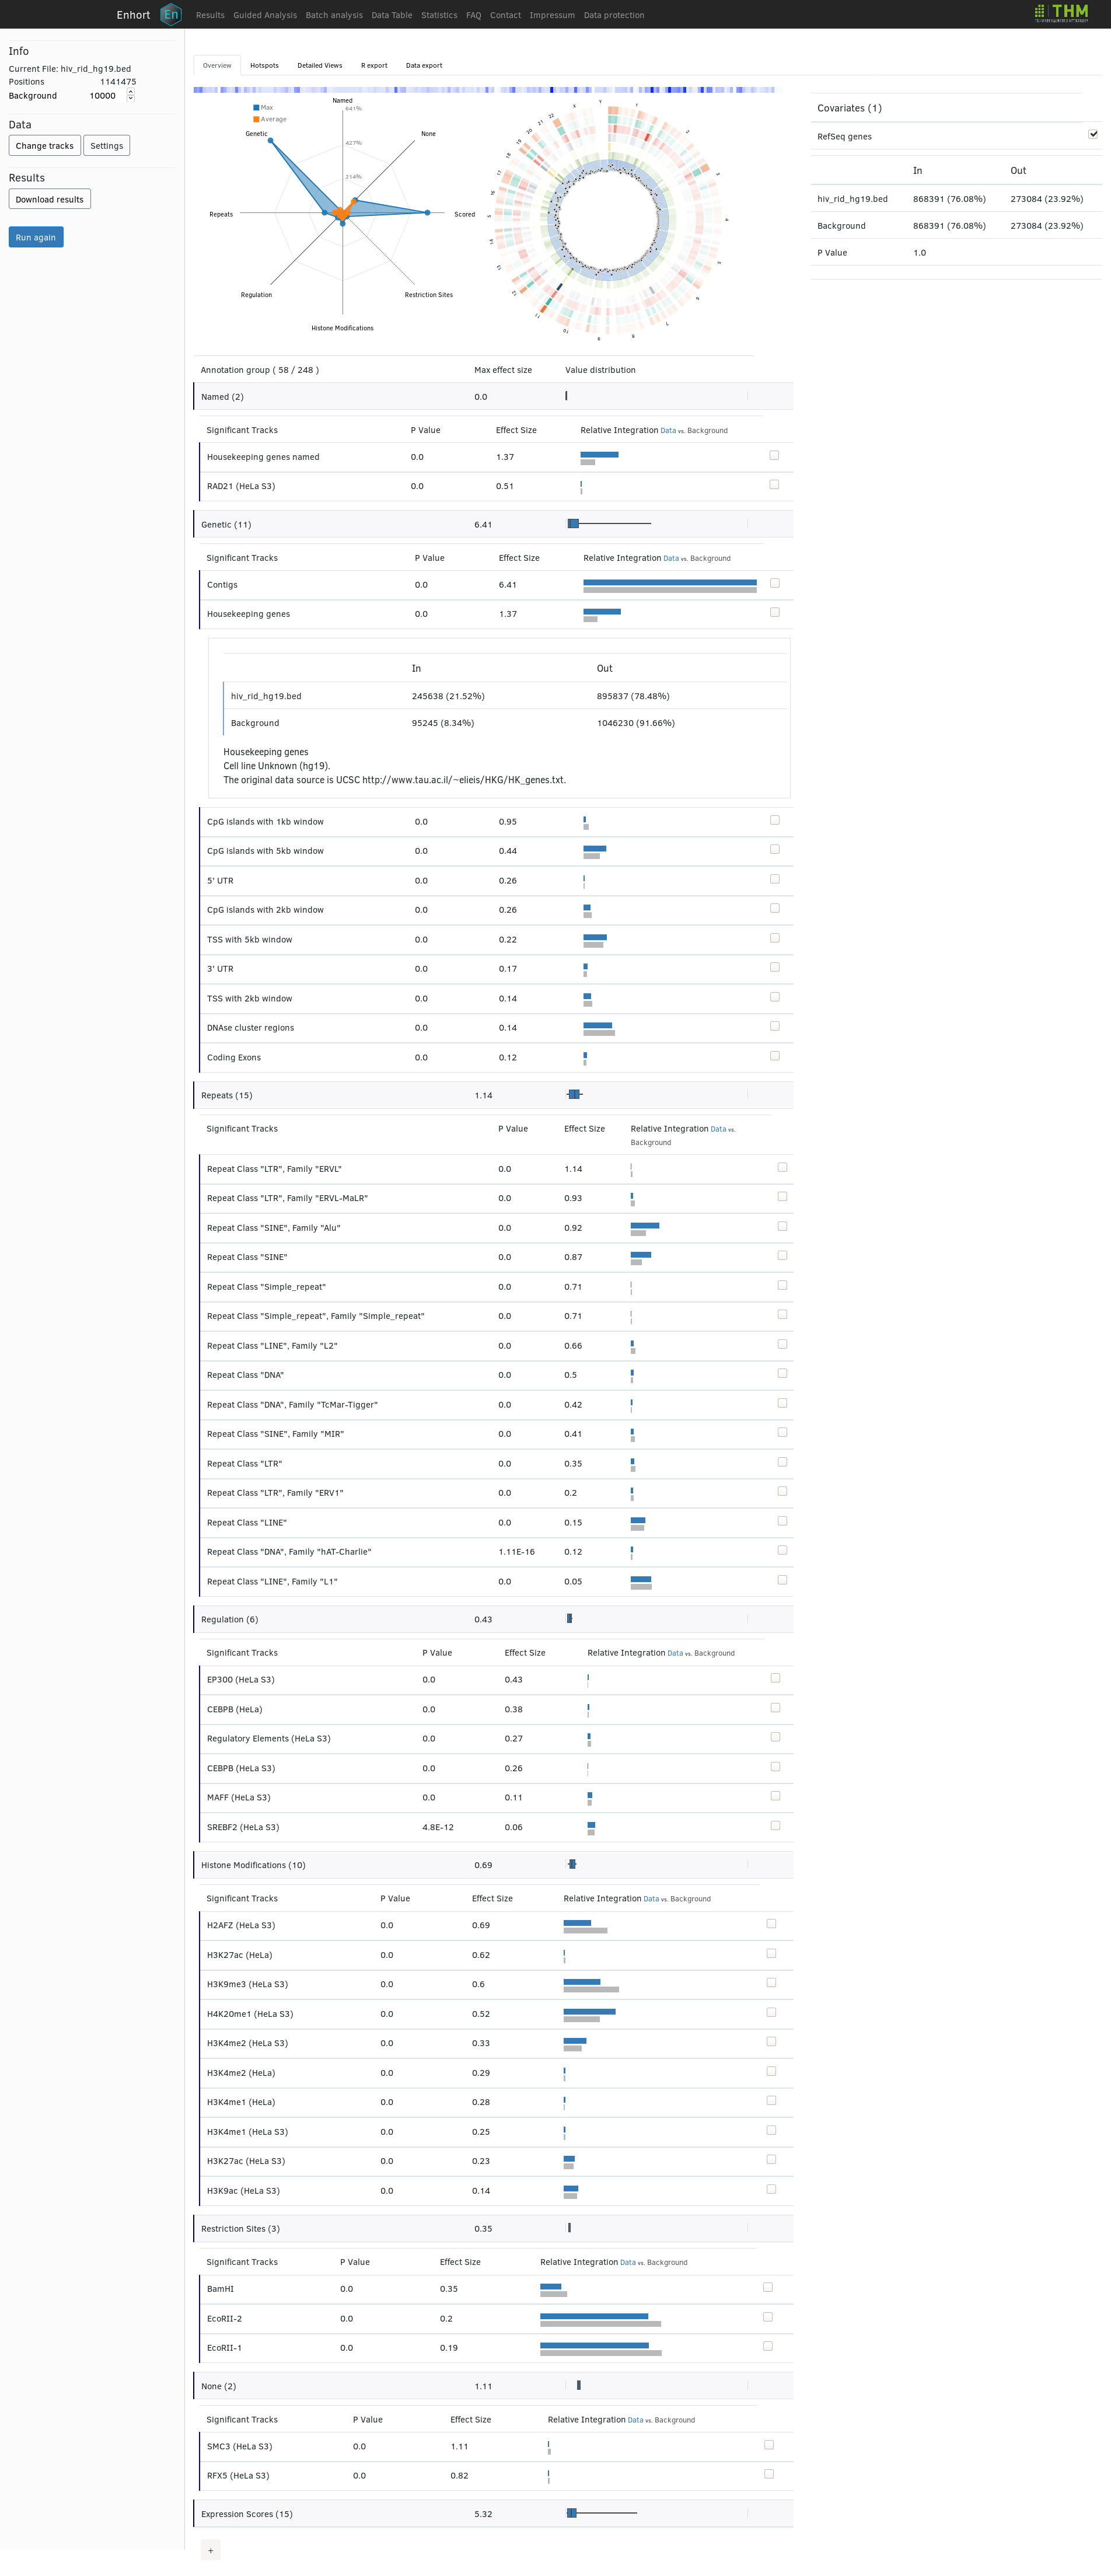 Enhort En Results Guided Analysis Batch analysis Data Table Statistics FAQ Contact Impressum Data protection THM
Info
Current File: hiv_rid_hg19.bed
Positions 1141475
Background 10000
Data
Change tracks Settings
Results
Download results
Run again
Overview Hotspots Detailed Views R export Data export
Max
Average
Named
641%
427%
214%
None
Genetic
Repeats
Scored
Regulation
Restriction Sites
Histone Modifications
Covariates (1)
RefSeq genes
In Out
hiv_rid_hg19.bed 868391 (76.08%) 273084 (23.92%)
Background 868391 (76.08%) 273084 (23.92%)
P Value 1.0
Annotation group ( 58 / 248 ) Max effect size Value distribution
Named (2) 0.0
Significant Tracks P Value Effect Size Relative Integration Data vs. Background
Housekeeping genes named 0.0 1.37
RAD21 (HeLa S3) 0.0 0.51
Genetic (11) 6.41
Significant Tracks P Value Effect Size Relative Integration Data vs. Background
Contigs 0.0 6.41
Housekeeping genes 0.0 1.37
In Out
hiv_rid_hg19.bed 245638 (21.52%) 895837 (78.48%)
Background 95245 (8.34%) 1046230 (91.66%)
Housekeeping genes
Cell line Unknown (hg19).
The original data source is UCSC http://www.tau.ac.il/~elieis/HKG/HK_genes.txt.
CpG islands with 1kb window 0.0 0.95
CpG islands with 5kb window 0.0 0.44
5' UTR 0.0 0.26
CpG islands with 2kb window 0.0 0.26
TSS with 5kb window 0.0 0.22
3' UTR 0.0 0.17
TSS with 2kb window 0.0 0.14
DNAse cluster regions 0.0 0.14
Coding Exons 0.0 0.12
Repeats (15) 1.14
Significant Tracks P Value Effect Size Relative Integration Data vs.
Background
Repeat Class "LTR", Family "ERVL" 0.0 1.14
Repeat Class "LTR", Family "ERVL-MaLR" 0.0 0.93
Repeat Class "SINE", Family "Alu" 0.0 0.92
Repeat Class "SINE" 0.0 0.87
Repeat Class "Simple_repeat" 0.0 0.71
Repeat Class "Simple_repeat", Family "Simple_repeat" 0.0 0.71
Repeat Class "LINE", Family "L2" 0.0 0.66
Repeat Class "DNA" 0.0 0.5
Repeat Class "DNA", Family "TcMar-Tigger" 0.0 0.42
Repeat Class "SINE", Family "MIR" 0.0 0.41
Repeat Class "LTR" 0.0 0.35
Repeat Class "LTR", Family "ERV1" 0.0 0.2
Repeat Class "LINE" 0.0 0.15
Repeat Class "DNA", Family "hAT-Charlie" 1.11E-16 0.12
Repeat Class "LINE", Family "L1" 0.0 0.05
Regulation (6) 0.43
Significant Tracks P Value Effect Size Relative Integration Data vs. Background
EP300 (HeLa S3) 0.0 0.43
CEBPB (HeLa) 0.0 0.38
Regulatory Elements (HeLa S3) 0.0 0.27
CEBPB (HeLa S3) 0.0 0.26
MAFF (HeLa S3) 0.0 0.11
SREBF2 (HeLa S3) 4.8E-12 0.06
Histone Modifications (10) 0.69
Significant Tracks P Value Effect Size Relative Integration Data vs. Background
H2AFZ (HeLa S3) 0.0 0.69
H3K27ac (HeLa) 0.0 0.62
H3K9me3 (HeLa S3) 0.0 0.6
H4K20me1 (HeLa S3) 0.0 0.52
H3K4me2 (HeLa S3) 0.0 0.33
H3K4me2 (HeLa) 0.0 0.29
H3K4me1 (HeLa) 0.0 0.28
H3K4me1 (HeLa S3) 0.0 0.25
H3K27ac (HeLa S3) 0.0 0.23
H3K9ac (HeLa S3) 0.0 0.14
Restriction Sites (3) 0.35
Significant Tracks P Value Effect Size Relative Integration Data vs. Background
BamHI 0.0 0.35
EcoRII-2 0.0 0.2
EcoRII-1 0.0 0.19
None (2) 1.11
Significant Tracks P Value Effect Size Relative Integration Data vs. Background
SMC3 (HeLa S3) 0.0 1.11
RFX5 (HeLa S3) 0.0 0.82
Expression Scores (15) 5.32
+